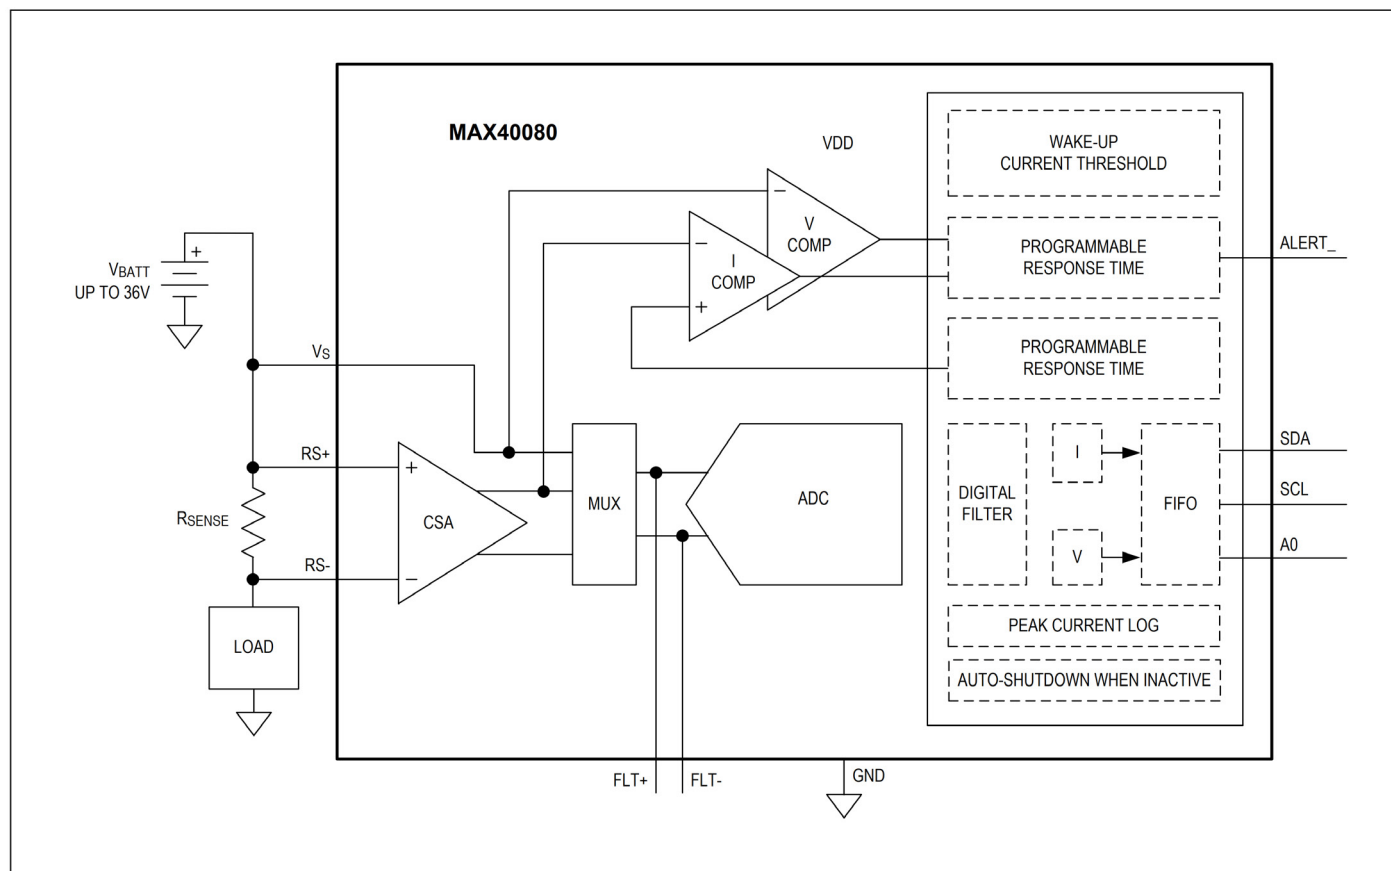 MAX40080
VDD
WAKE-UP
CURRENT THRESHOLD
−
V
COMP
−
I
COMP
+
PROGRAMMABLE
RESPONSE TIME
ALERT_
+
VBATT
UP TO 36V
PROGRAMMABLE
RESPONSE TIME
VS
RS+
+
CSA
−
RSENSE
RS-
LOAD
MUX
ADC
DIGITAL
FILTER
I
V
FIFO
SDA
SCL
A0
PEAK CURRENT LOG
AUTO-SHUTDOWN WHEN INACTIVE
FLT+
FLT-
GND